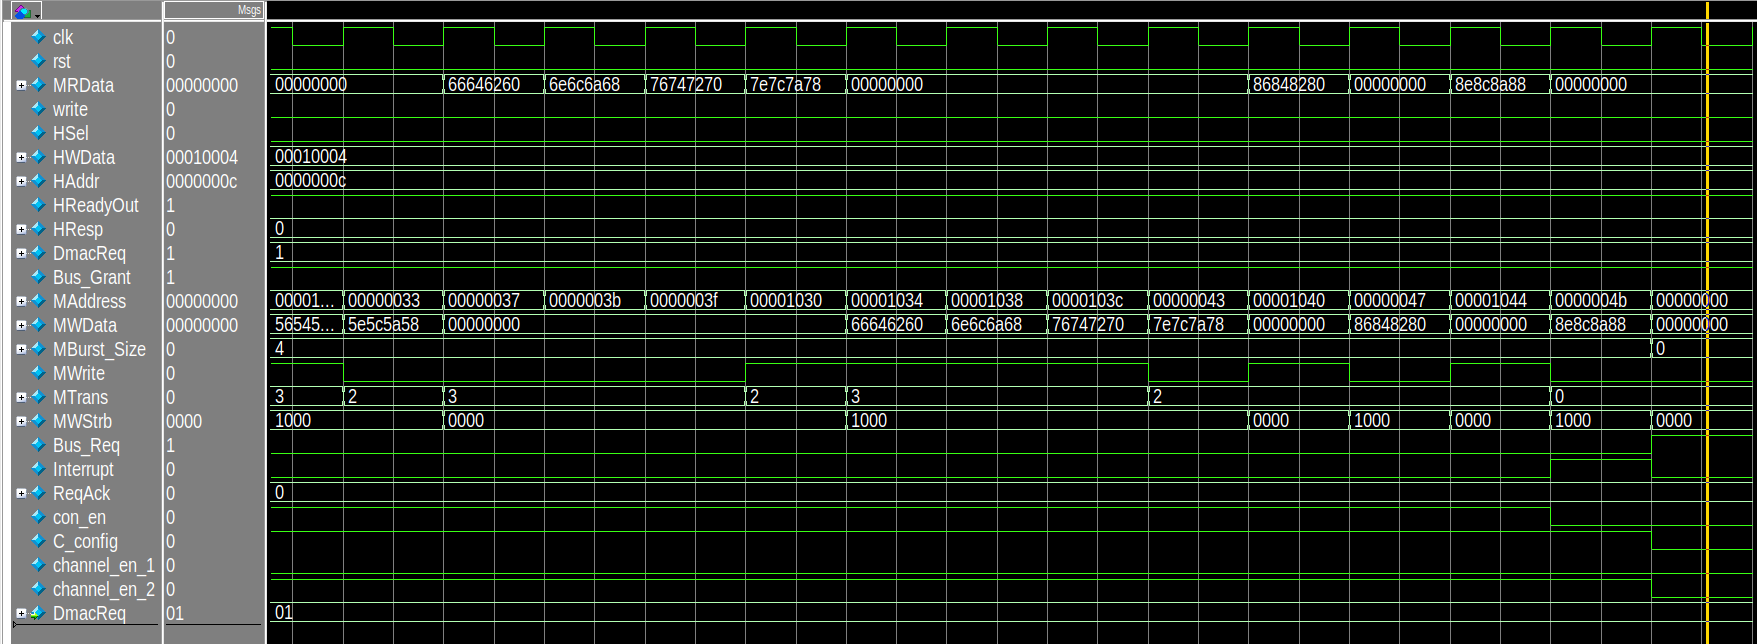 Msgs
clk 0
rst 0
MRData 00000000 00000000 66646260 6e6c6a68 76747270 7e7c7a78 00000000 86848280 00000000 8e8c8a88 00000000
write 0
HSel 0
HWData 00010004 00010004
HAddr 0000000c 0000000c
HReadyOut 1
HResp 0 0
DmacReq 1 1
Bus_Grant 1
MAddress 00000000 00001... 00000033 00000037 0000003b 0000003f 00001030 00001034 00001038 0000103c 00000043 00001040 00000047 00001044 0000004b 00000000
MWData 00000000 56545... 5e5c5a58 00000000 66646260 6e6c6a68 76747270 7e7c7a78 00000000 86848280 00000000 8e8c8a88 00000000
MBurst_Size 0 4 0
MWrite 0
MTrans 0 3 2 3 2 3 2 0
MWStrb 0000 1000 0000 1000 0000 1000 0000 1000 0000
Bus_Req 1
Interrupt 0
ReqAck 0 0
con_en 0
C_config 0
channel_en_1 0
channel_en_2 0
DmacReq 01 01